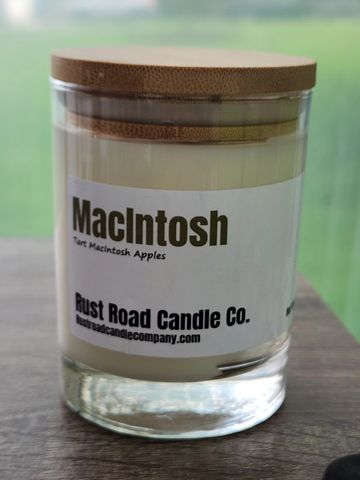 MacIntosh
Tart MacIntosh Apples
Rust Road Candle Co.
Rustroadcandlecompany.com